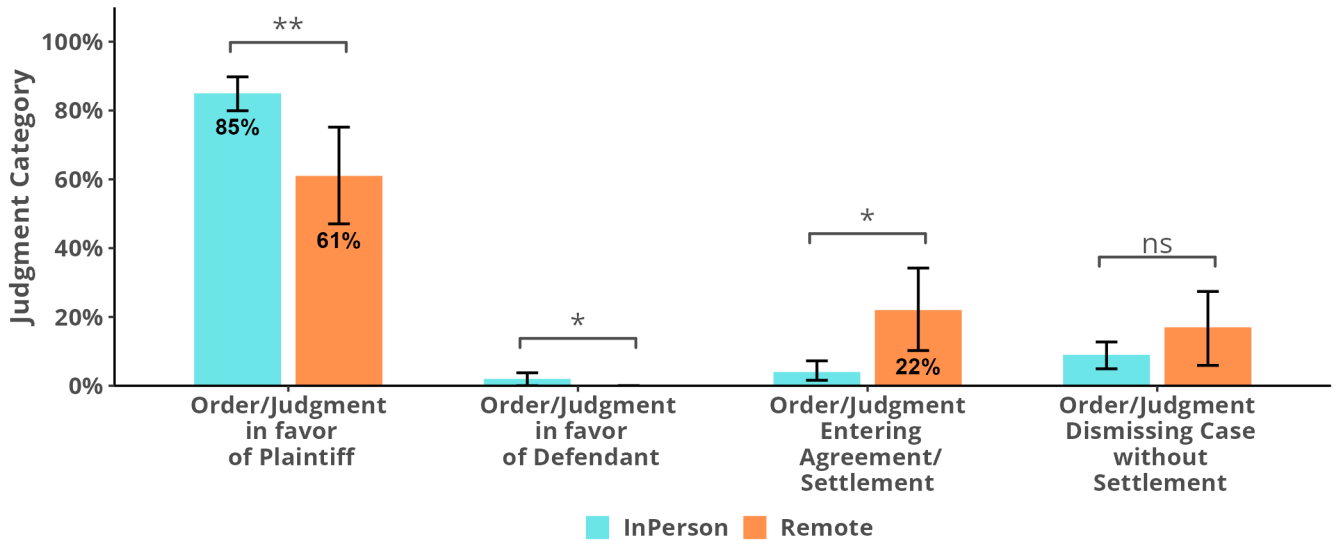 Judgment Category
100%
80%
60%
40%
20%
0%
**
85%
61%
*
*
22%
ns
Order/Judgment
in favor
of Plaintiff
Order/Judgment
in favor
of Defendant
Order/Judgment
Entering
Agreement/
Settlement
Order/Judgment
Dismissing Case
without
Settlement
InPerson
Remote